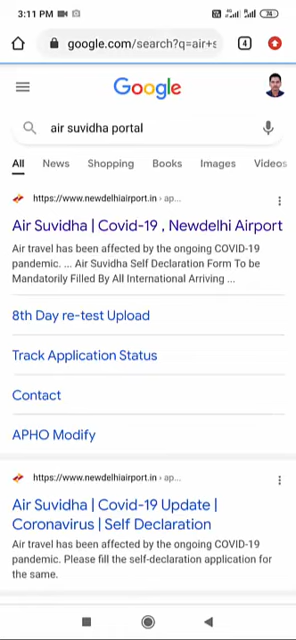 3:11 PM
74
google.com/search?q=air+s
4
Google
air suvidha portal
All News Shopping Books Images Videos
https://www.newdelhiairport.in › ap...
Air Suvidha | Covid-19 , Newdelhi Airport
Air travel has been affected by the ongoing COVID-19
pandemic. ... Air Suvidha Self Declaration Form To be
Mandatorily Filled By All International Arriving ...
8th Day re-test Upload
Track Application Status
Contact
APHO Modify
https://www.newdelhiairport.in › ap...
Air Suvidha | Covid-19 Update |
Coronavirus | Self Declaration
Air travel has been affected by the ongoing COVID-19
pandemic. Please fill the self-declaration application for
the same.